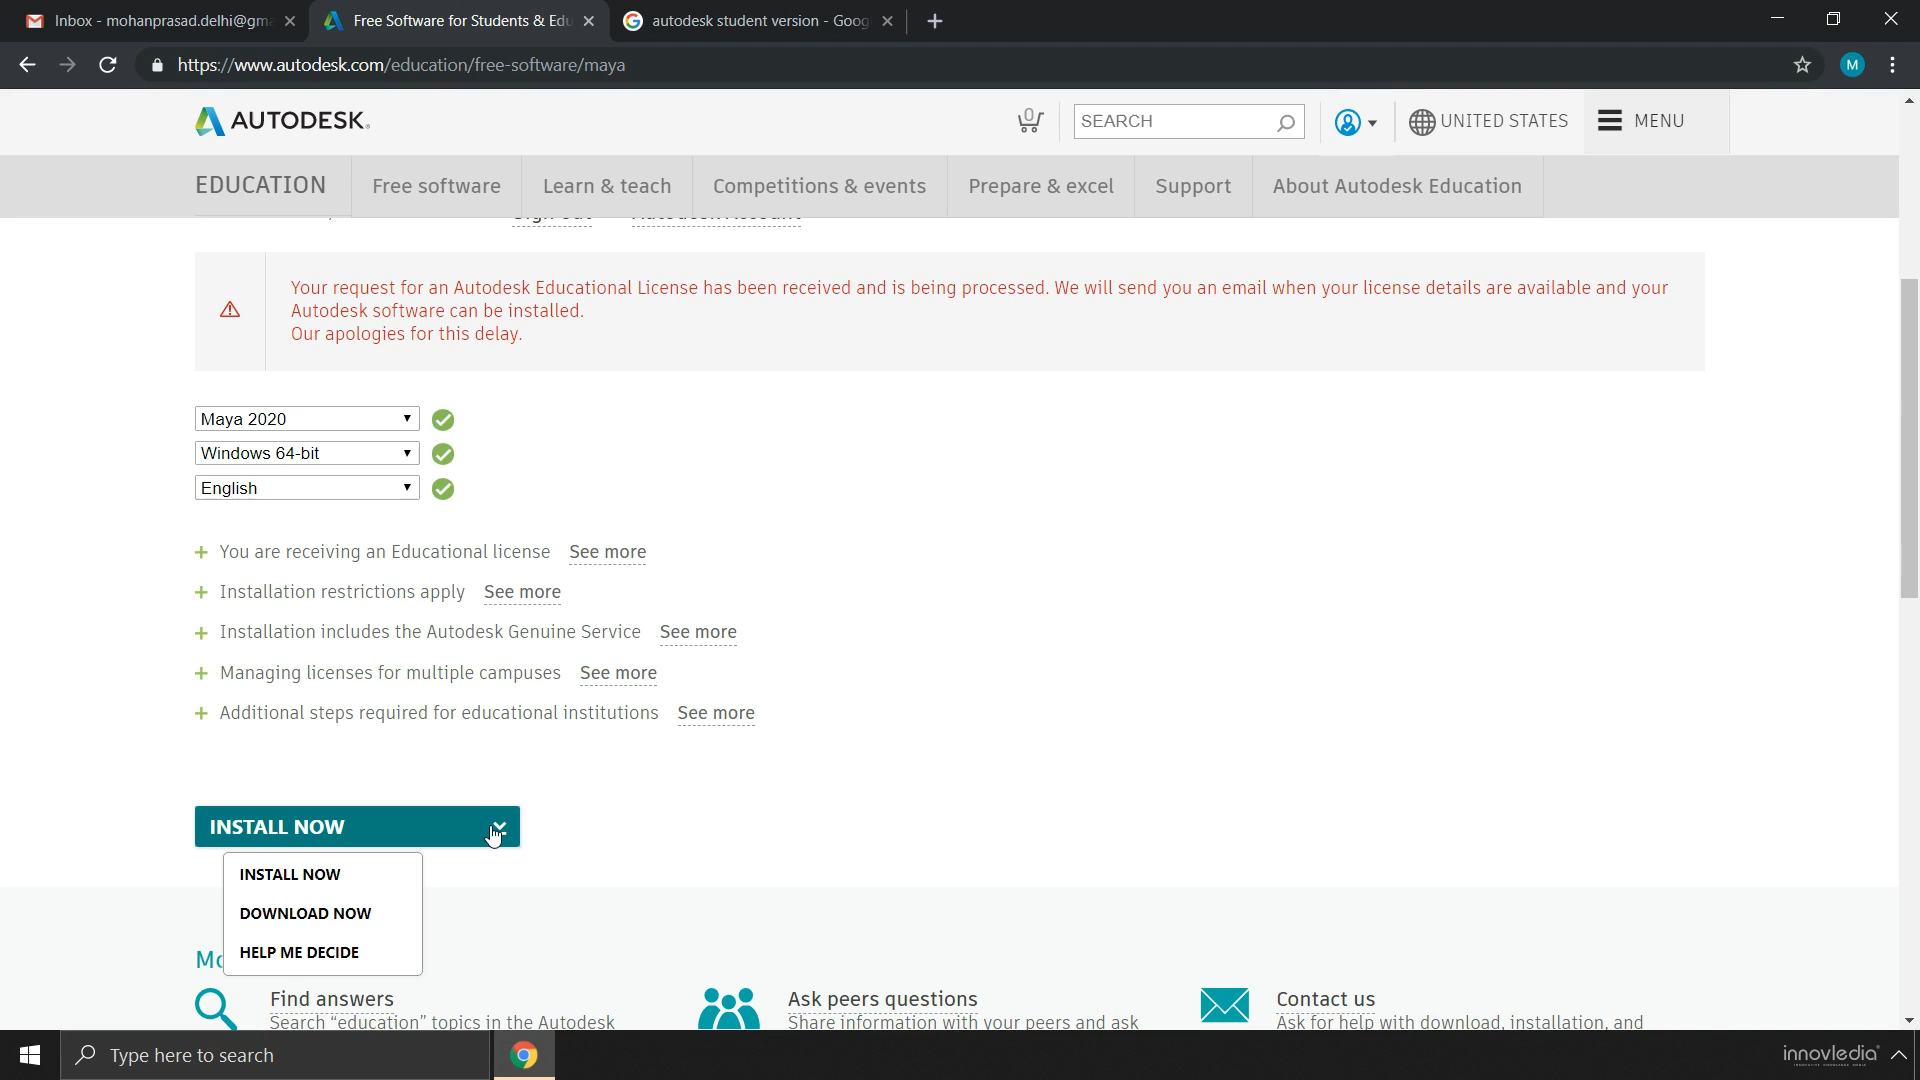 Inbox - mohanprasad.delhi@gm
Free Software for Students & Edu
autodesk student version - Goog
https://www.autodesk.com/education/free-software/maya
M
AUTODESK.
0
SEARCH
UNITED STATES
MENU
EDUCATION
Free software
Learn & teach
Competitions & events
Prepare & excel
Support
About Autodesk Education
Your request for an Autodesk Educational License has been received and is being processed. We will send you an email when your license details are available and your
Autodesk software can be installed.
Our apologies for this delay.
Maya 2020
Windows 64-bit
English
+ You are receiving an Educational license See more
+ Installation restrictions apply See more
+ Installation includes the Autodesk Genuine Service See more
+ Managing licenses for multiple campuses See more
+ Additional steps required for educational institutions See more
INSTALL NOW
INSTALL NOW
DOWNLOAD NOW
HELP ME DECIDE
Find answers
Search "education" topics in the Autodesk
Ask peers questions
Share information with your peers and ask
Contact us
Ask for help with download, installation, and
Type here to search
innovledia